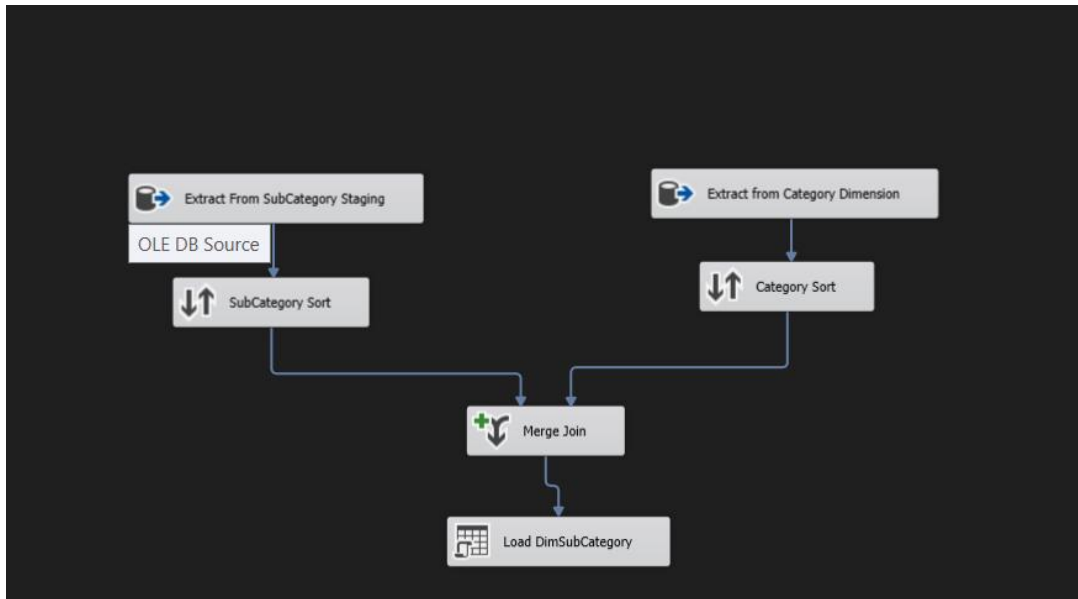 Extract From SubCategory Staging
Extract from Category Dimension
OLE DB Source
SubCategory Sort
Category Sort
Merge Join
Load DimSubCategory